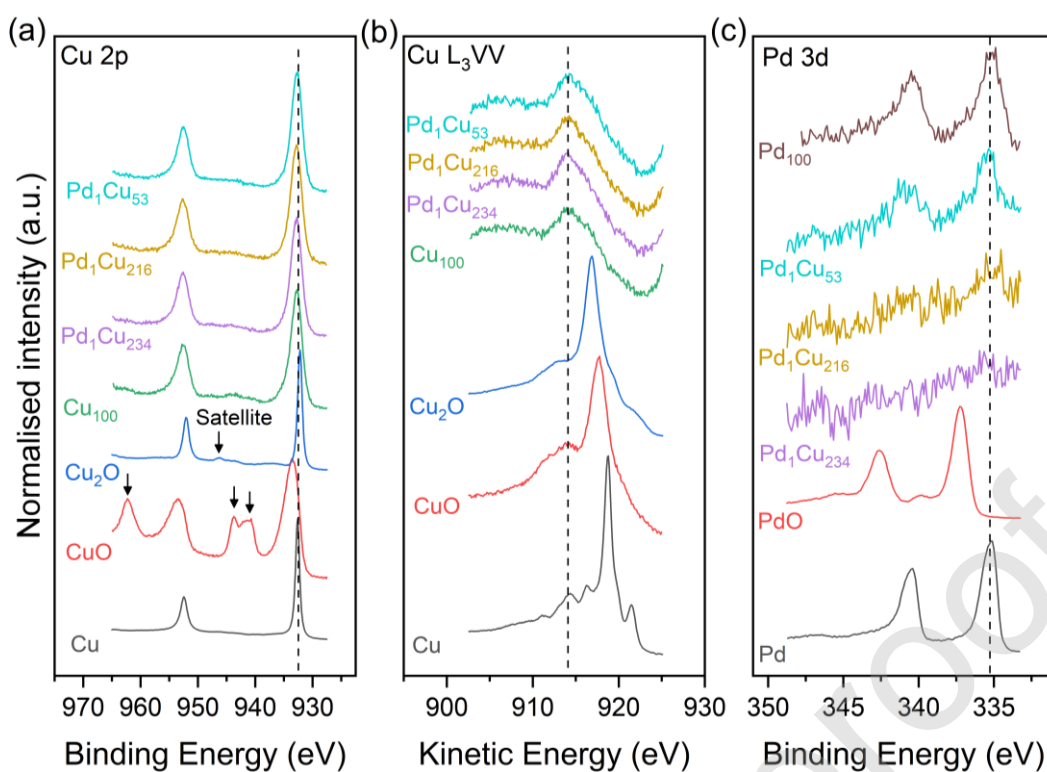 (a)
Cu 2p
Pd₁Cu₅₃
Pd₁Cu₂₁₆
Pd₁Cu₂₃₄
Cu₁₀₀
Satellite
Cu₂O
CuO
Cu
970 960 950 940 930
Binding Energy (eV)
Normalised intensity (a.u.)
(b)
Cu L₃VV
Pd₁Cu₅₃
Pd₁Cu₂₁₆
Pd₁Cu₂₃₄
Cu₁₀₀
Cu₂O
CuO
Cu
900 910 920 930
Kinetic Energy (eV)
(c)
Pd 3d
Pd₁₀₀
Pd₁Cu₅₃
Pd₁Cu₂₁₆
Pd₁Cu₂₃₄
PdO
Pd
350 345 340 335
Binding Energy (eV)
proof